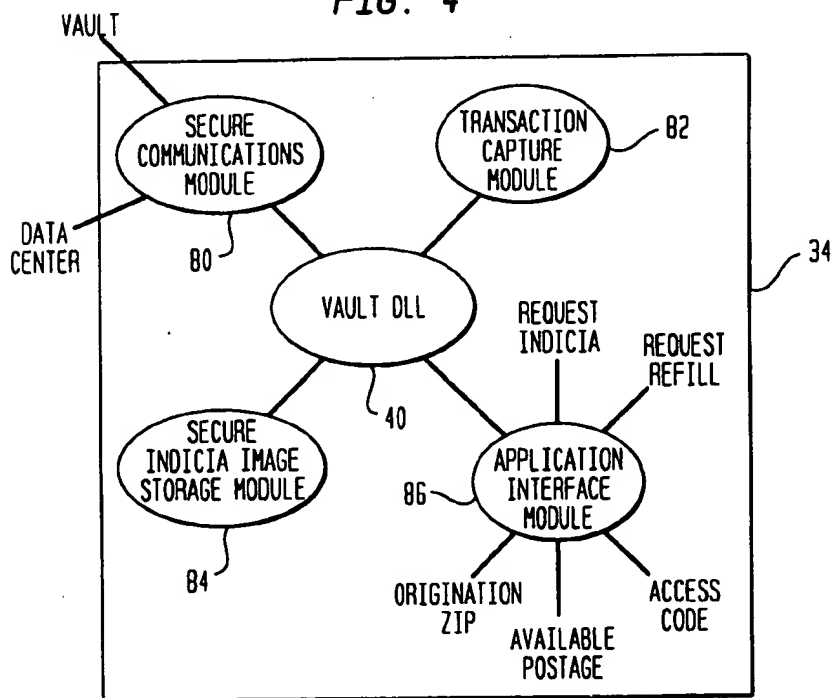 FIG. 4
VAULT
SECURE
COMMUNICATIONS
MODULE
TRANSACTION
CAPTURE
MODULE
82
DATA
CENTER
80
34
VAULT DLL
REQUEST
INDICIA
REQUEST
REFILL
40
SECURE
INDICIA IMAGE
STORAGE MODULE
APPLICATION
INTERFACE
MODULE
86
84
ORIGINATION
ZIP
AVAILABLE
POSTAGE
ACCESS
CODE